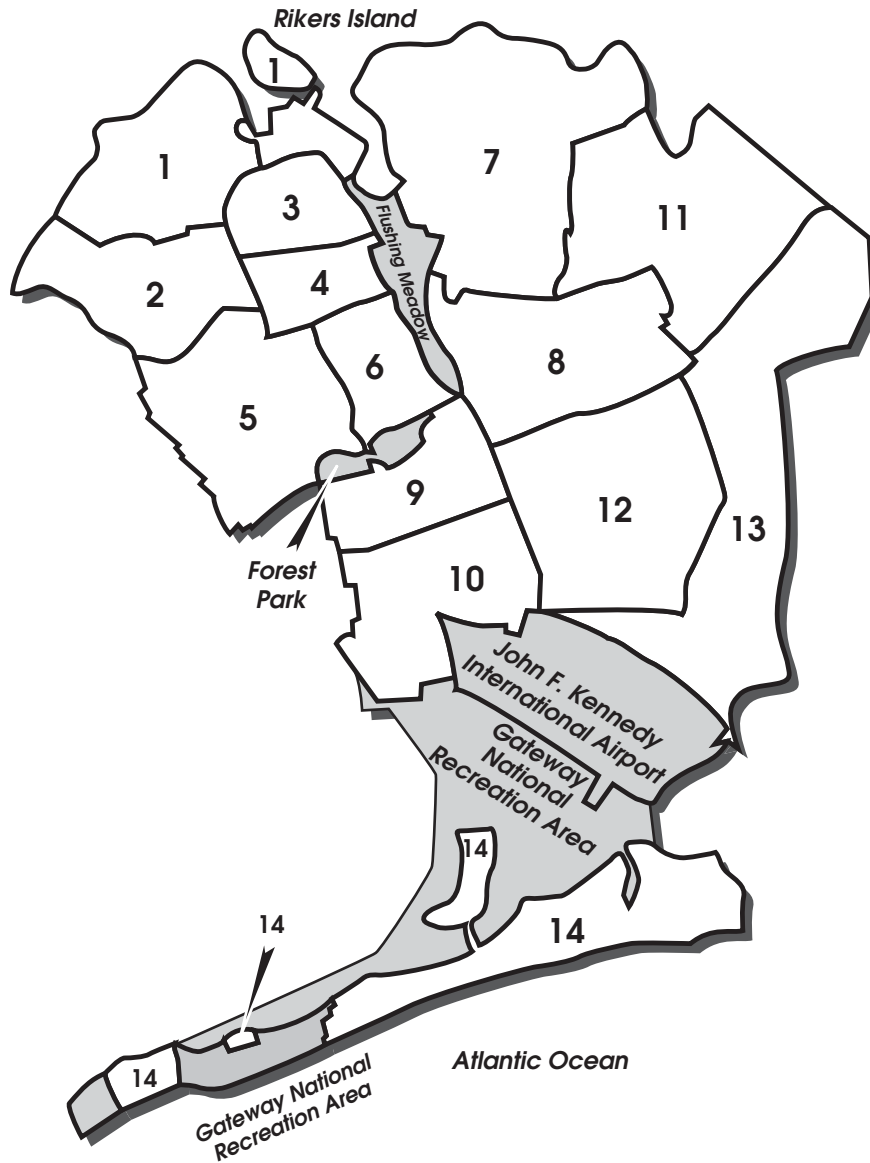 Rikers Island
1
7
1
3
11
Flushing Meadow
4
2
8
6
5
9
12
13
Forest
Park
10
John F. Kennedy
International Airport
Gateway
National
Recreation Area
14
14
14
Atlantic Ocean
14
Gateway National
Recreation Area